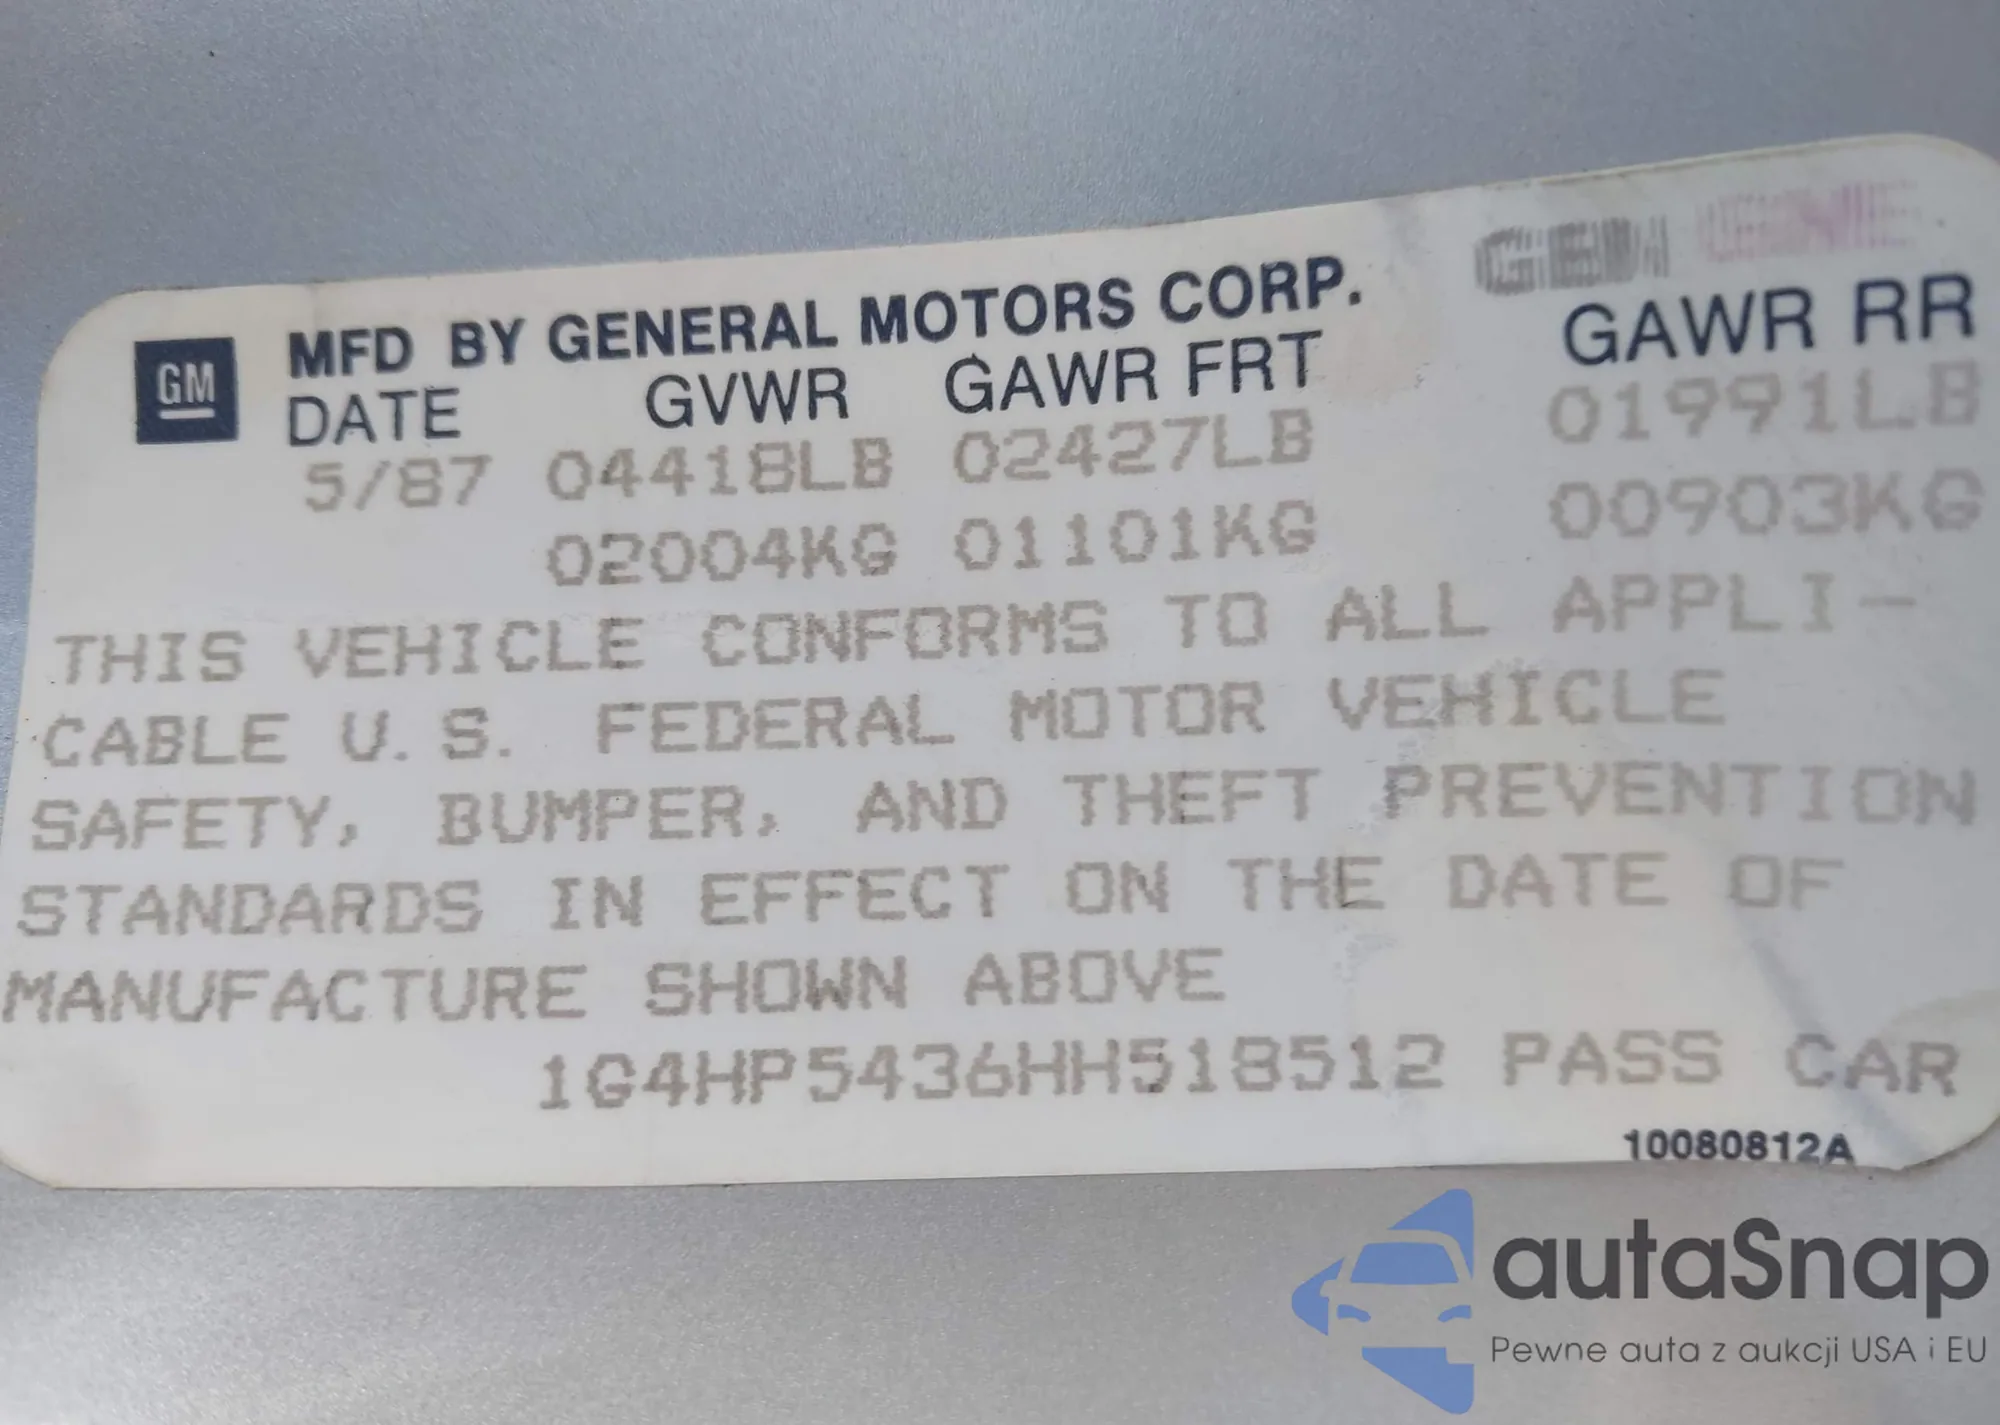 GM
MFD BY GENERAL MOTORS CORP.
DATE GVWR GAWR FRT GAWR RR
5/87 04418LB 02427LB 01991LB
02004KG 01101KG 00903KG
THIS VEHICLE CONFORMS TO ALL APPLI-
CABLE U.S. FEDERAL MOTOR VEHICLE
SAFETY, BUMPER, AND THEFT PREVENTION
STANDARDS IN EFFECT ON THE DATE OF
MANUFACTURE SHOWN ABOVE
1G4HP5436HH518512 PASS CAR
10080812A
autaSnap
Pewne auta z aukcji USA i EU